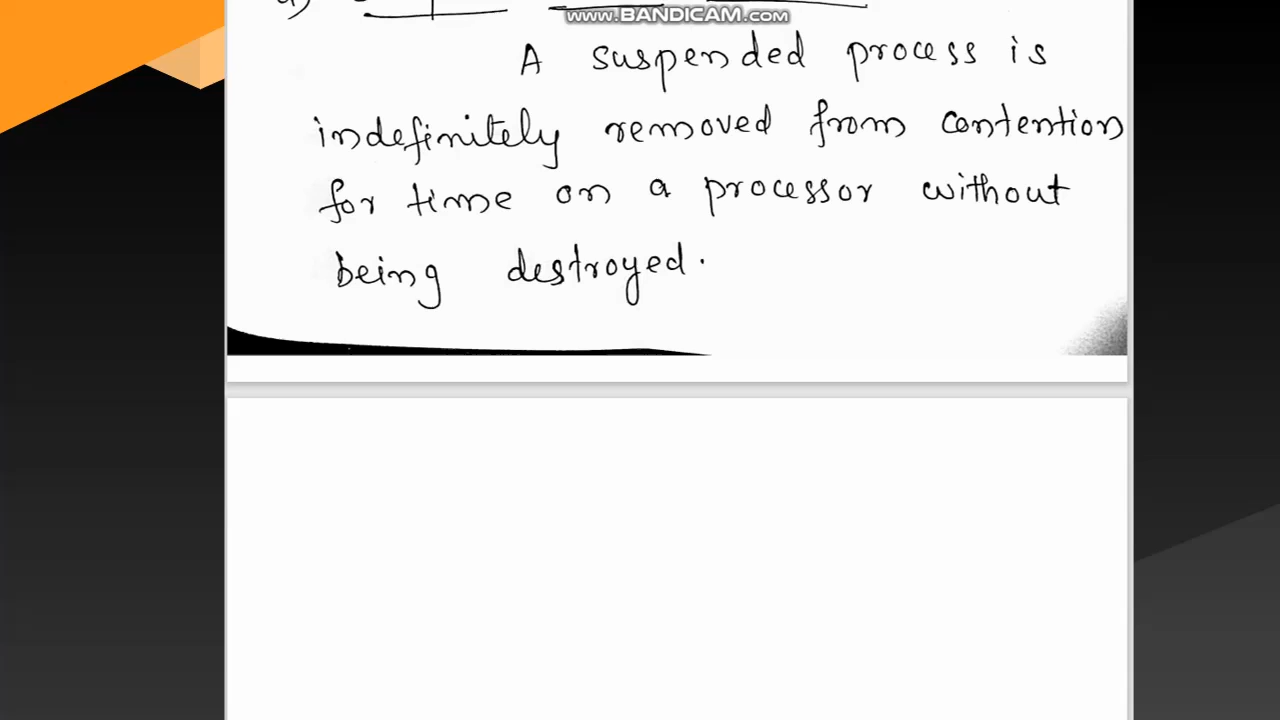 www.BANDICAM.com
A suspended process is
indefinitely removed from contention
for time on a processor without
being destroyed.